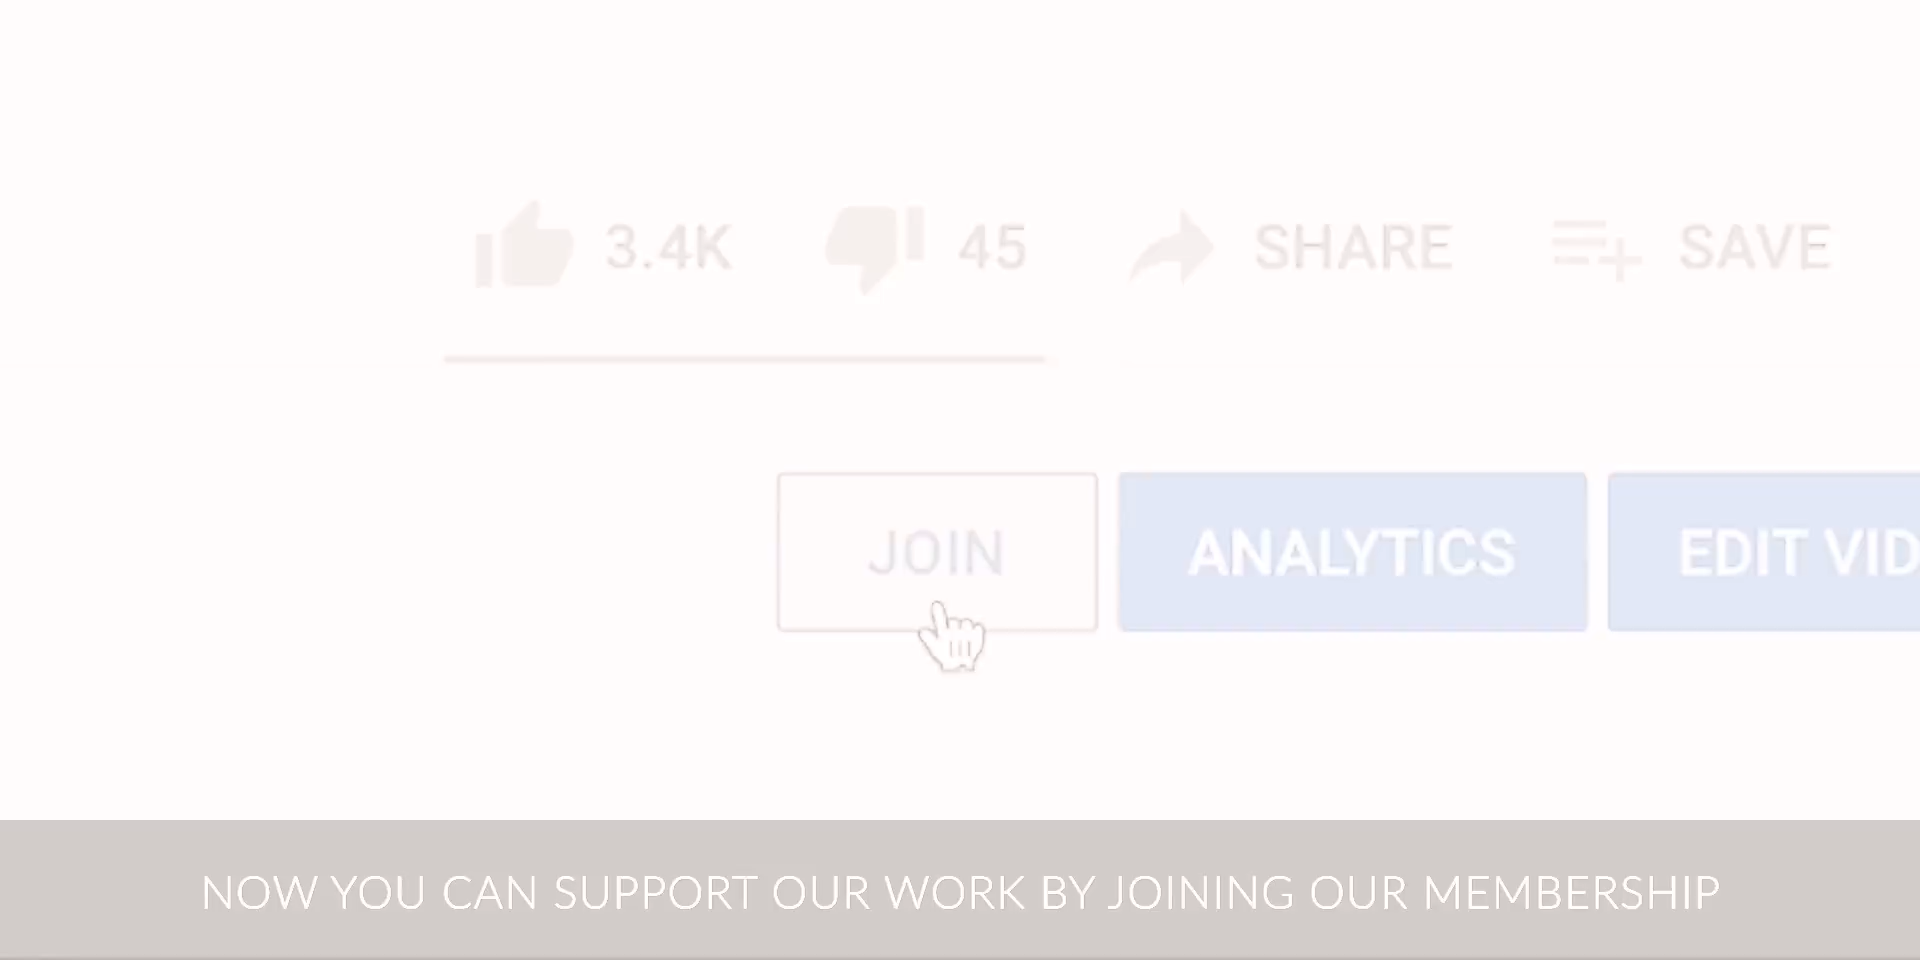 3.4K 45 SHARE SAVE
JOIN ANALYTICS EDIT VID
NOW YOU CAN SUPPORT OUR WORK BY JOINING OUR MEMBERSHIP